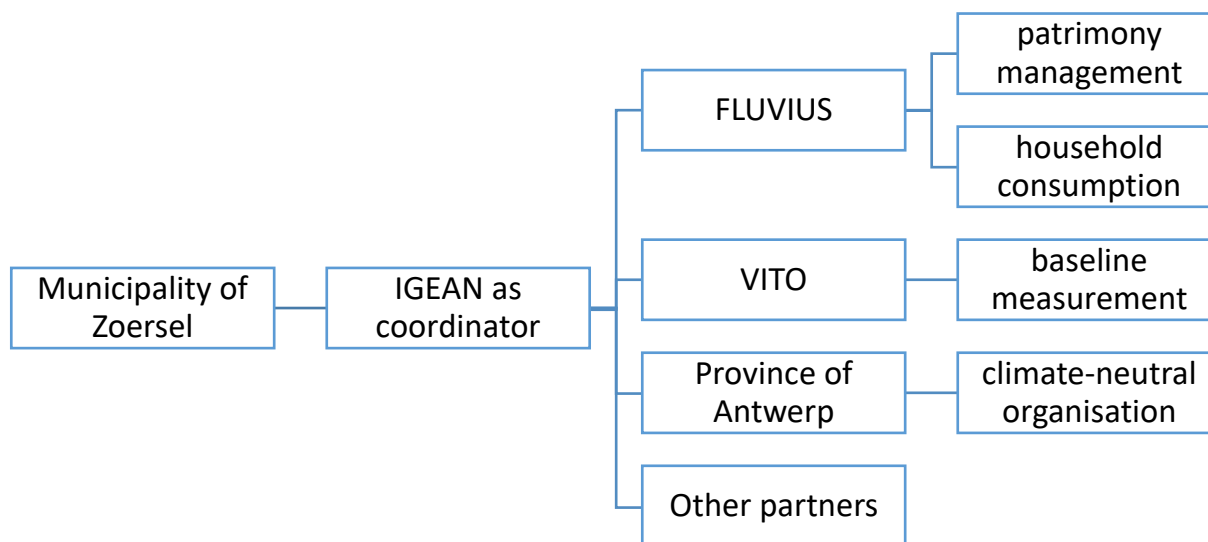 Municipality of
Zoersel
IGEAN as
coordinator
FLUVIUS
patrimony
management
household
consumption
VITO
baseline
measurement
Province of
Antwerp
climate-neutral
organisation
Other partners